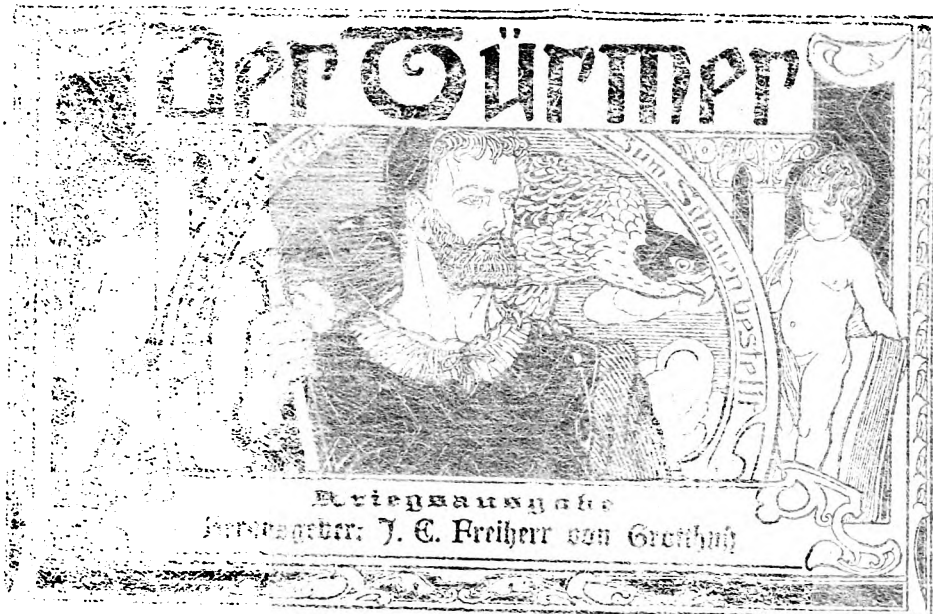 Der Türmer
zum Schauen bestellt
Kriegsausgabe
Herausgeber: J. E. Freiherr von Grotthuß